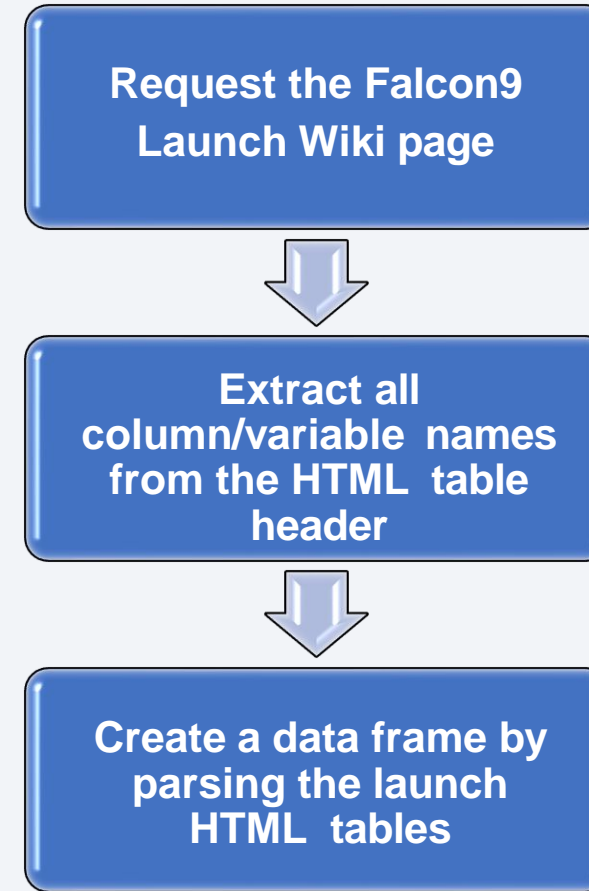 Request the Falcon9
Launch Wiki page
Extract all
column/variable names
from the HTML table
header
Create a data frame by
parsing the launch
HTML tables